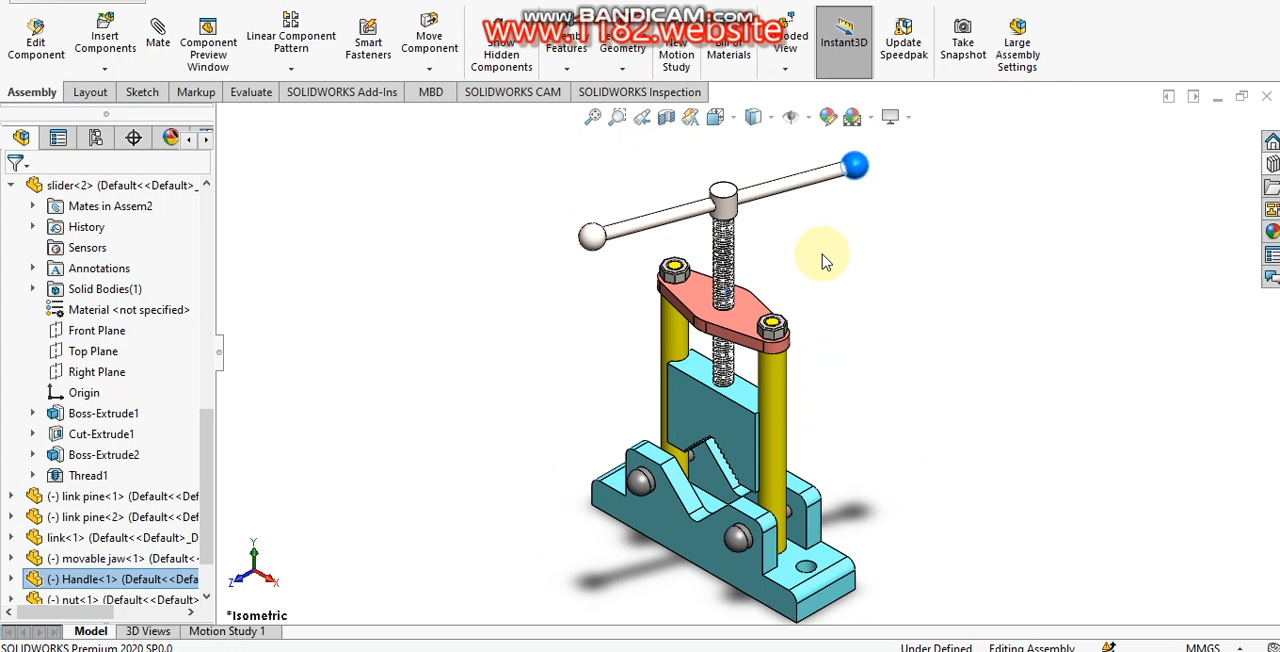 www.BANDICAM.com
www.1182.website
Edit Component
Insert Components
Mate
Component Preview Window
Linear Component Pattern
Smart Fasteners
Move Component
Show Hidden Components
Assembly Features
Geometry
New Motion Study
Bill of Materials
Exploded View
Instant3D
Update Speedpak
Take Snapshot
Large Assembly Settings
Assembly Layout Sketch Markup Evaluate SOLIDWORKS Add-Ins MBD SOLIDWORKS CAM SOLIDWORKS Inspection
slider<2> (Default<<Default>_
Mates in Assem2
History
Sensors
Annotations
Solid Bodies(1)
Material <not specified>
Front Plane
Top Plane
Right Plane
Origin
Boss-Extrude1
Cut-Extrude1
Boss-Extrude2
Thread1
(-) link pine<1> (Default<<Def
(-) link pine<2> (Default<<Def
link<1> (Default<<Default>_D
(-) movable jaw<1> (Default<<
(-) Handle<1> (Default<<Defa
(-) nut<1> (Default<<Default>
Y
Z X
*Isometric
Model 3D Views Motion Study 1
SOLIDWORKS Premium 2020 SP0.0 Under Defined Editing Assembly MMGS